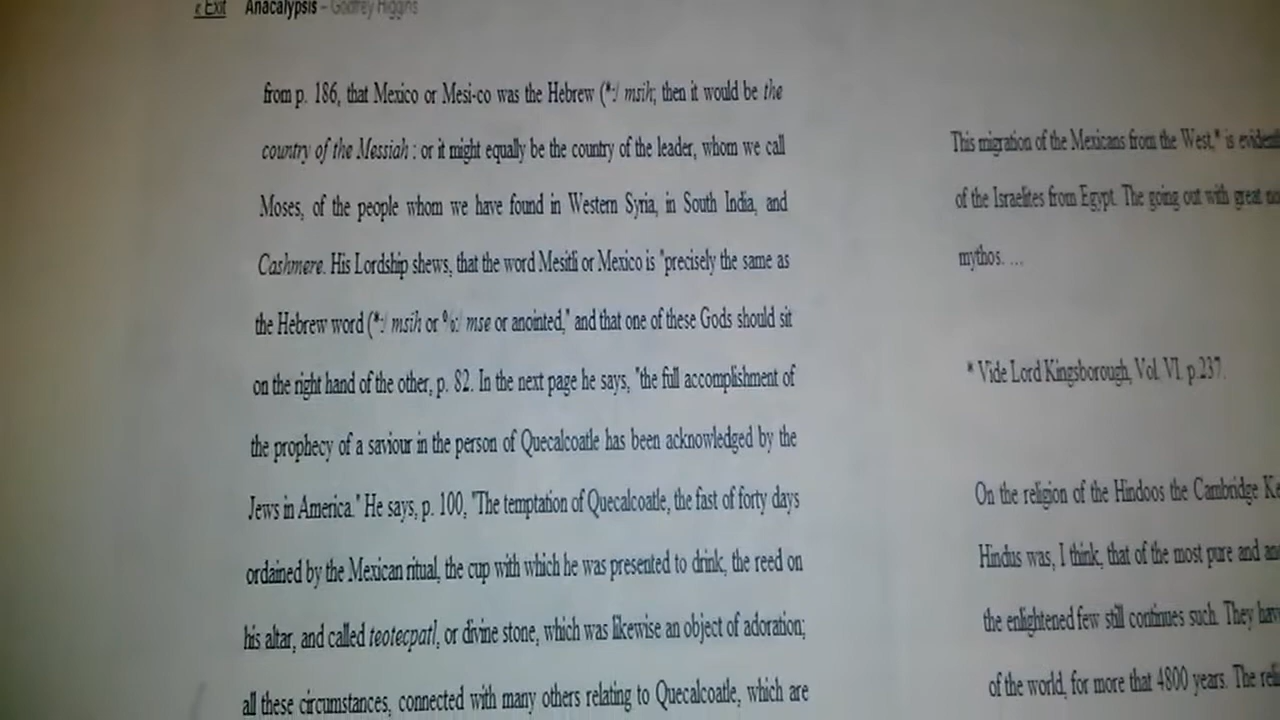 « Exit Anacalypsis - Godfrey Higgins
from p. 186, that Mexico or Mesi-co was the Hebrew (*:/ msih; then it would be the
country of the Messiah : or it might equally be the country of the leader, whom we call
Moses, of the people whom we have found in Western Syria, in South India, and
Cashmere. His Lordship shews, that the word Mesitli or Mexico is "precisely the same as
the Hebrew word (*:/ msih or %:/ mse or anointed," and that one of these Gods should sit
on the right hand of the other, p. 82. In the next page he says, "the full accomplishment of
the prophecy of a saviour in the person of Quecalcoatle has been acknowledged by the
Jews in America." He says, p. 100, "The temptation of Quecalcoatle, the fast of forty days
ordained by the Mexican ritual, the cup with which he was presented to drink, the reed on
his altar, and called teotecpatl, or divine stone, which was likewise an object of adoration;
all these circumstances, connected with many others relating to Quecalcoatle, which are
This migration of the Mexicans from the West,* is
of the Israelites from Egypt. The going out with great
mythos. ...
* Vide Lord Kingsborough, Vol. VI. p.237.
On the religion of the Hindoos the Cambridge
Hindus was, I think, that of the most pure and
the enlightened few still continues such. They
of the world, for more that 4800 years. The